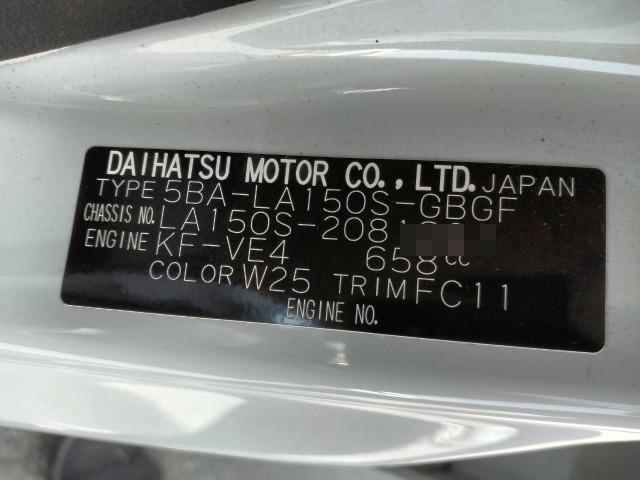 DAIHATSU MOTOR CO., LTD. JAPAN
TYPE 5BA-LA150S-GBGF
CHASSIS NO. LA150S-208
ENGINE KF-VE4 658cc
COLOR W25 TRIM FC11
ENGINE NO.